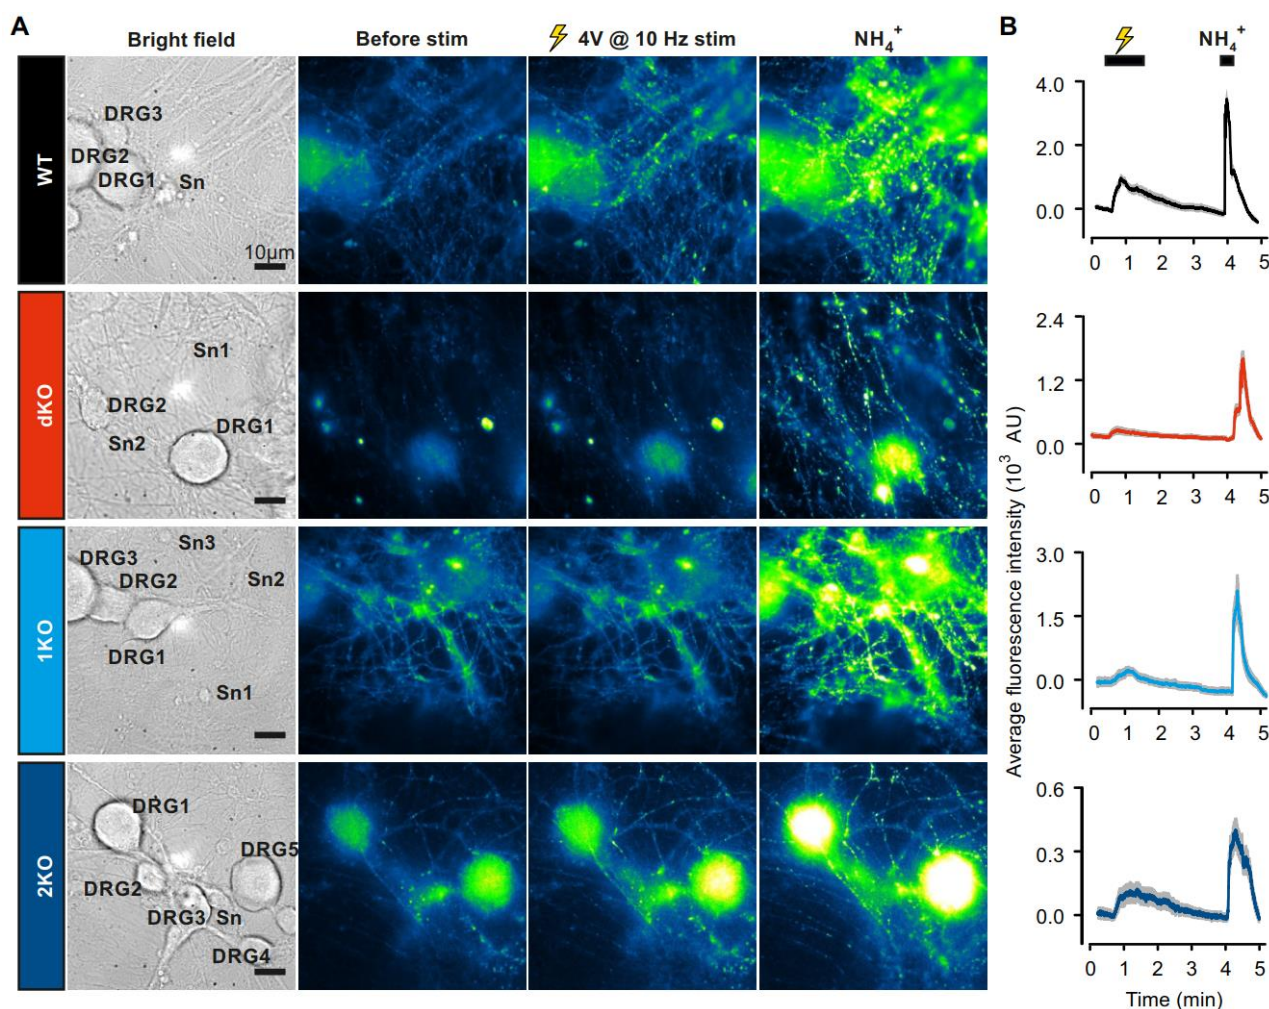 A
B
Bright field
Before stim
4V @ 10 Hz stim
NH4+
NH4+
WT
DRG3
DRG2
DRG1
Sn
10µm
4.0
2.0
0.0
0 1 2 3 4 5
dKO
Sn1
DRG2
DRG1
Sn2
2.4
1.2
0.0
0 1 2 3 4 5
1KO
Sn3
DRG3
DRG2
Sn2
DRG1
Sn1
3.0
1.5
0.0
0 1 2 3 4 5
2KO
DRG1
DRG5
DRG2
DRG3 Sn
DRG4
0.6
0.3
0.0
0 1 2 3 4 5
Average fluorescence intensity (10³ AU)
Time (min)